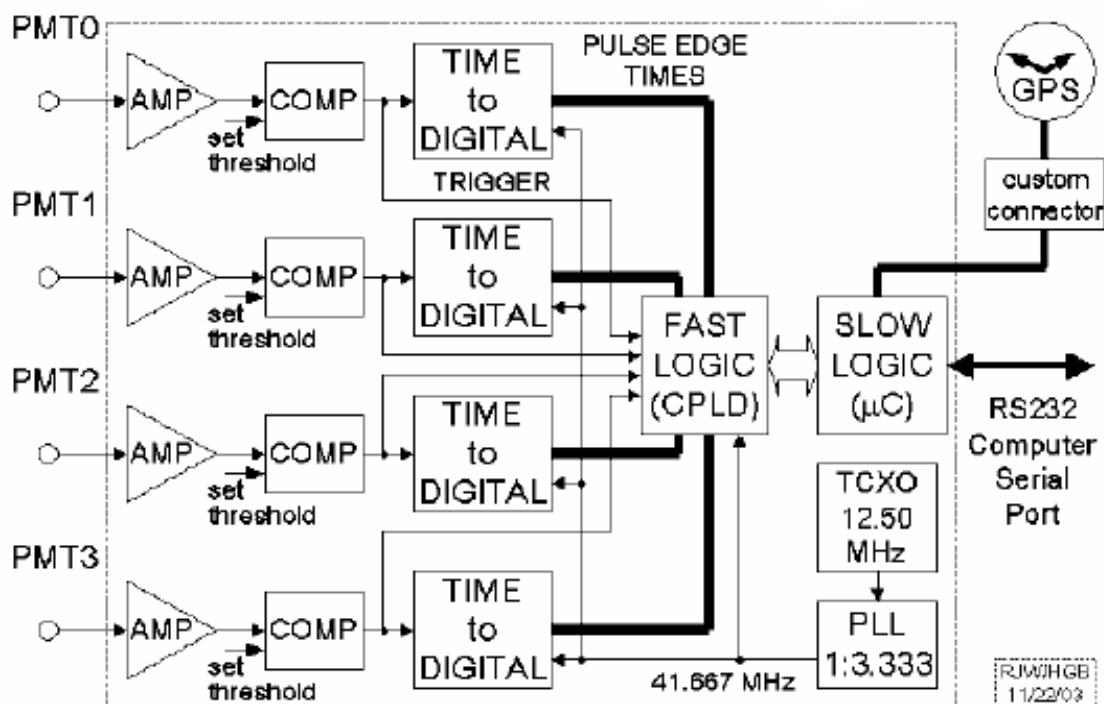 PMT0
AMP
set
threshold
COMP
TIME
to
DIGITAL
PULSE EDGE
TIMES
GPS
custom
connector
TRIGGER
PMT1
AMP
set
threshold
COMP
TIME
to
DIGITAL
FAST
LOGIC
(CPLD)
SLOW
LOGIC
(µC)
RS232
Computer
Serial
Port
PMT2
AMP
set
threshold
COMP
TIME
to
DIGITAL
TCXO
12.50
MHz
PMT3
AMP
set
threshold
COMP
TIME
to
DIGITAL
PLL
1:3.333
41.667 MHz
RJW/HGB
11/22/03